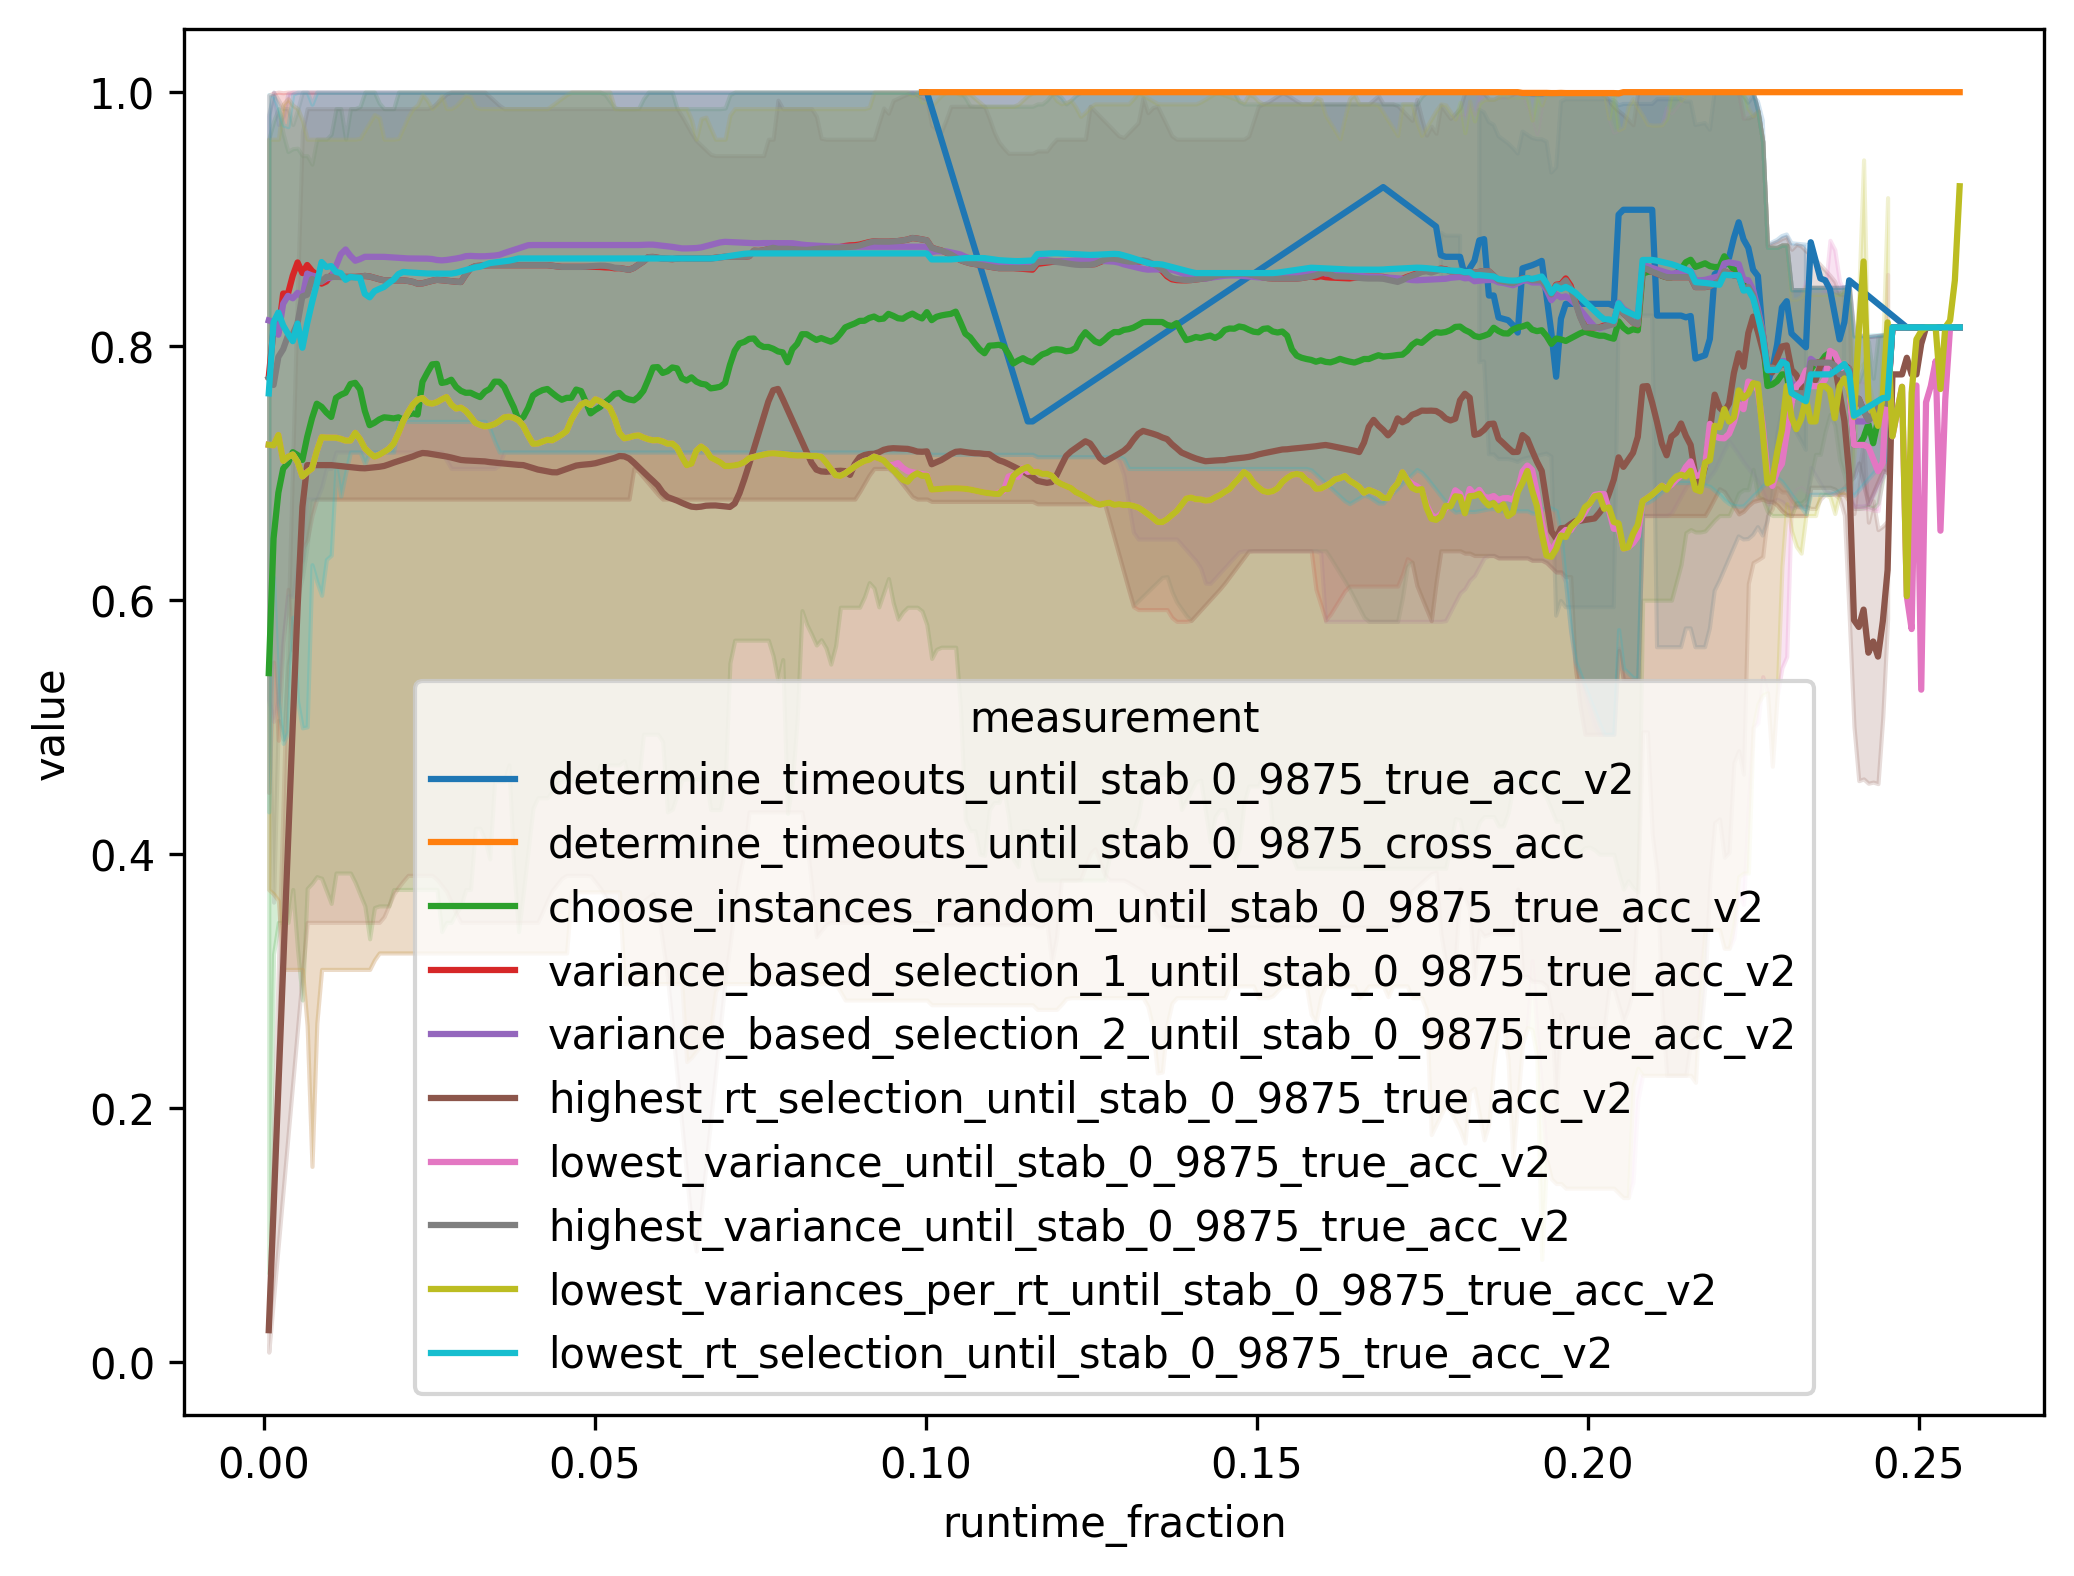 1.0
0.8
0.6
0.4
0.2
0.0
value
measurement
determine_timeouts_until_stab_0_9875_true_acc_v2
determine_timeouts_until_stab_0_9875_cross_acc
choose_instances_random_until_stab_0_9875_true_acc_v2
variance_based_selection_1_until_stab_0_9875_true_acc_v2
variance_based_selection_2_until_stab_0_9875_true_acc_v2
highest_rt_selection_until_stab_0_9875_true_acc_v2
lowest_variance_until_stab_0_9875_true_acc_v2
highest_variance_until_stab_0_9875_true_acc_v2
lowest_variances_per_rt_until_stab_0_9875_true_acc_v2
lowest_rt_selection_until_stab_0_9875_true_acc_v2
0.00 0.05 0.10 0.15 0.20 0.25
runtime_fraction